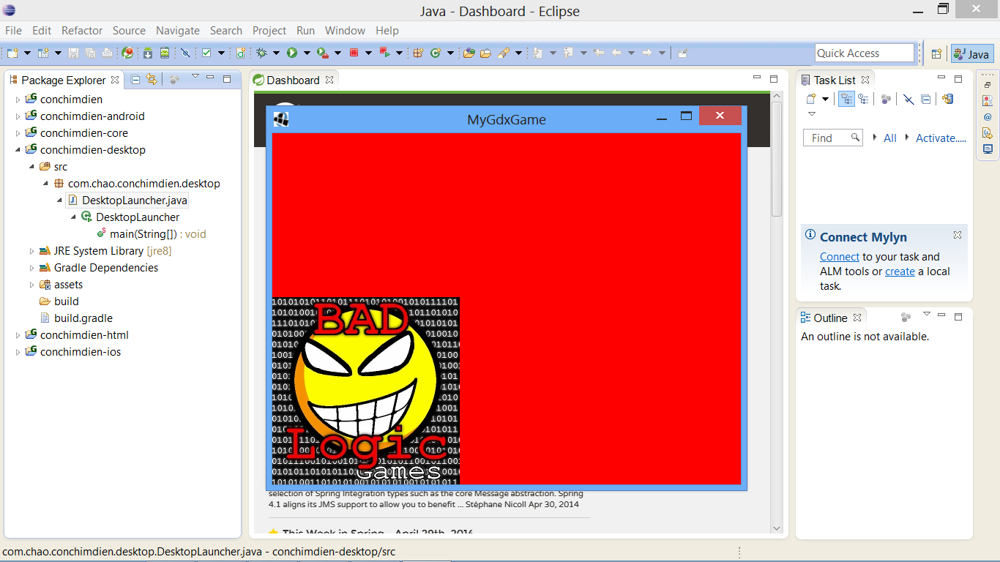 Java - Dashboard - Eclipse
File Edit Refactor Source Navigate Search Project Run Window Help
Quick Access
Java
Package Explorer
conchimdien
conchimdien-android
conchimdien-core
conchimdien-desktop
src
com.chao.conchimdien.desktop
DesktopLauncher.java
DesktopLauncher
main(String[]) : void
JRE System Library [jre8]
Gradle Dependencies
assets
build
build.gradle
conchimdien-html
conchimdien-ios
Dashboard
MyGdxGame
BAD
Logic
Games
selection of Spring Integration types such as the core Message abstraction. Spring
4.1 aligns its JMS support to allow you to benefit ... Stéphane Nicoll Apr 30, 2014
This Week in Spring - April 29th, 2014
Task List
Find All Activate.....
Connect Mylyn
Connect to your task and
ALM tools or create a local
task.
Outline
An outline is not available.
com.chao.conchimdien.desktop.DesktopLauncher.java - conchimdien-desktop/src